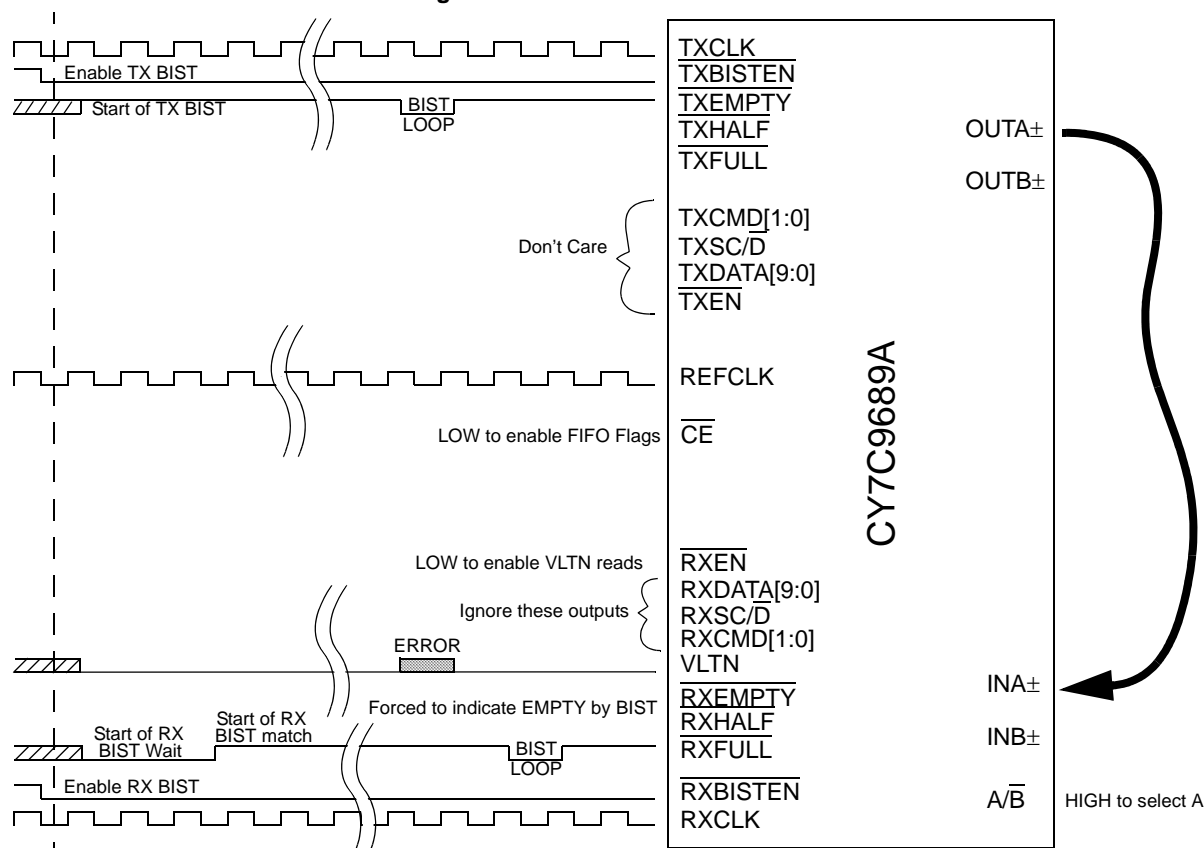 TXCLK
Enable TX BIST
TXBISTEN
Start of TX BIST
BIST
LOOP
TXEMPTY
TXHALF
TXFULL
OUTA±
OUTB±
Don't Care
TXCMD[1:0]
TXSC/D
TXDATA[9:0]
TXEN
REFCLK
LOW to enable FIFO Flags
CE
CY7C9689A
LOW to enable VLTN reads
RXEN
Ignore these outputs
RXDATA[9:0]
RXSC/D
RXCMD[1:0]
ERROR
VLTN
Forced to indicate EMPTY by BIST
RXEMPTY
INA±
Start of RX
BIST Wait
Start of RX
BIST match
BIST
LOOP
RXHALF
RXFULL
INB±
Enable RX BIST
RXBISTEN
RXCLK
A/B
HIGH to select A